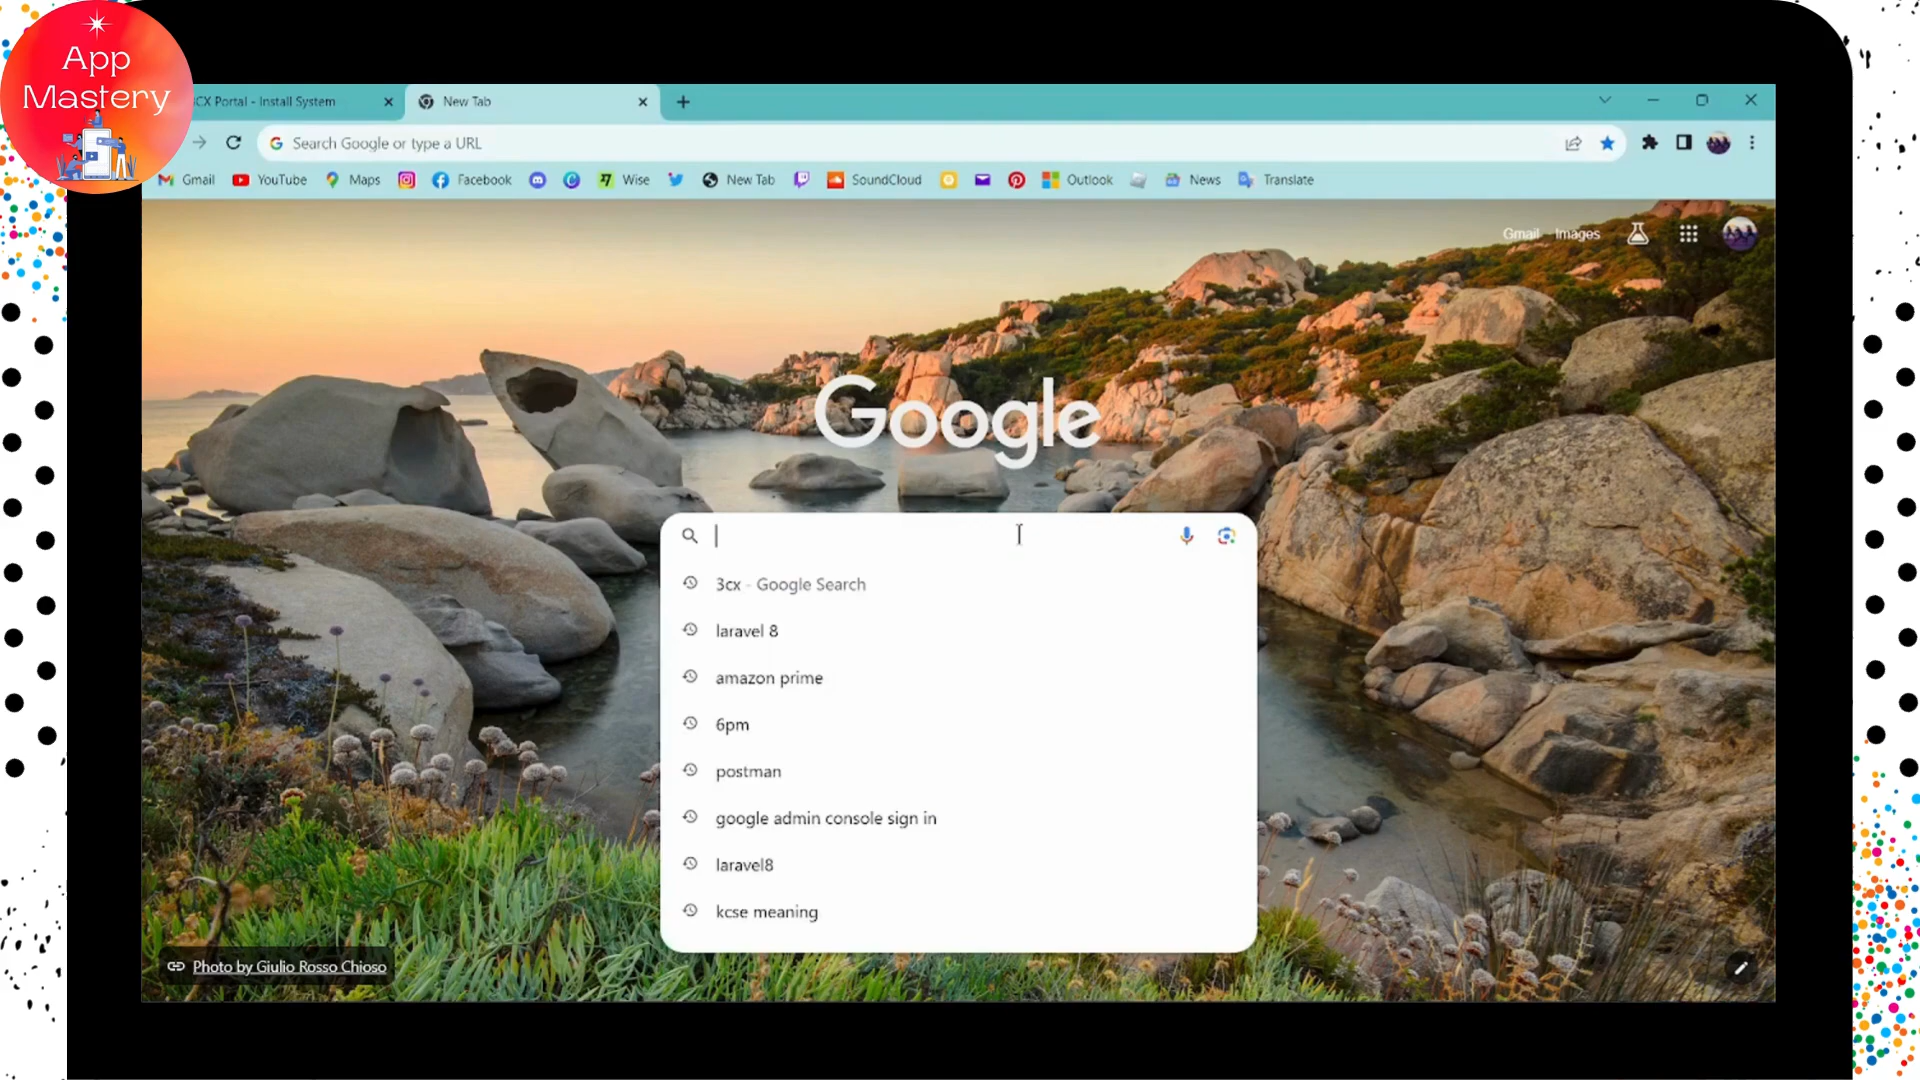 App
Mastery
CX Portal - Install System
New Tab
Search Google or type a URL
Gmail
YouTube
Maps
Facebook
Wise
New Tab
SoundCloud
Outlook
News
Translate
Gmail
Images
Google
3cx - Google Search
laravel 8
amazon prime
6pm
postman
google admin console sign in
laravel8
kcse meaning
Photo by Giulio Rosso Chioso